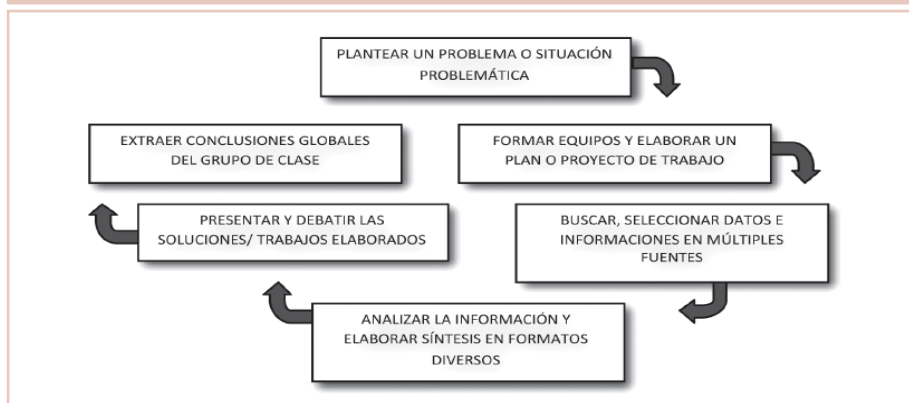 PLANTEAR UN PROBLEMA O SITUACIÓN
PROBLEMÁTICA
FORMAR EQUIPOS Y ELABORAR UN
PLAN O PROYECTO DE TRABAJO
BUSCAR, SELECCIONAR DATOS E
INFORMACIONES EN MÚLTIPLES
FUENTES
ANALIZAR LA INFORMACIÓN Y
ELABORAR SÍNTESIS EN FORMATOS
DIVERSOS
PRESENTAR Y DEBATIR LAS
SOLUCIONES/ TRABAJOS ELABORADOS
EXTRAER CONCLUSIONES GLOBALES
DEL GRUPO DE CLASE